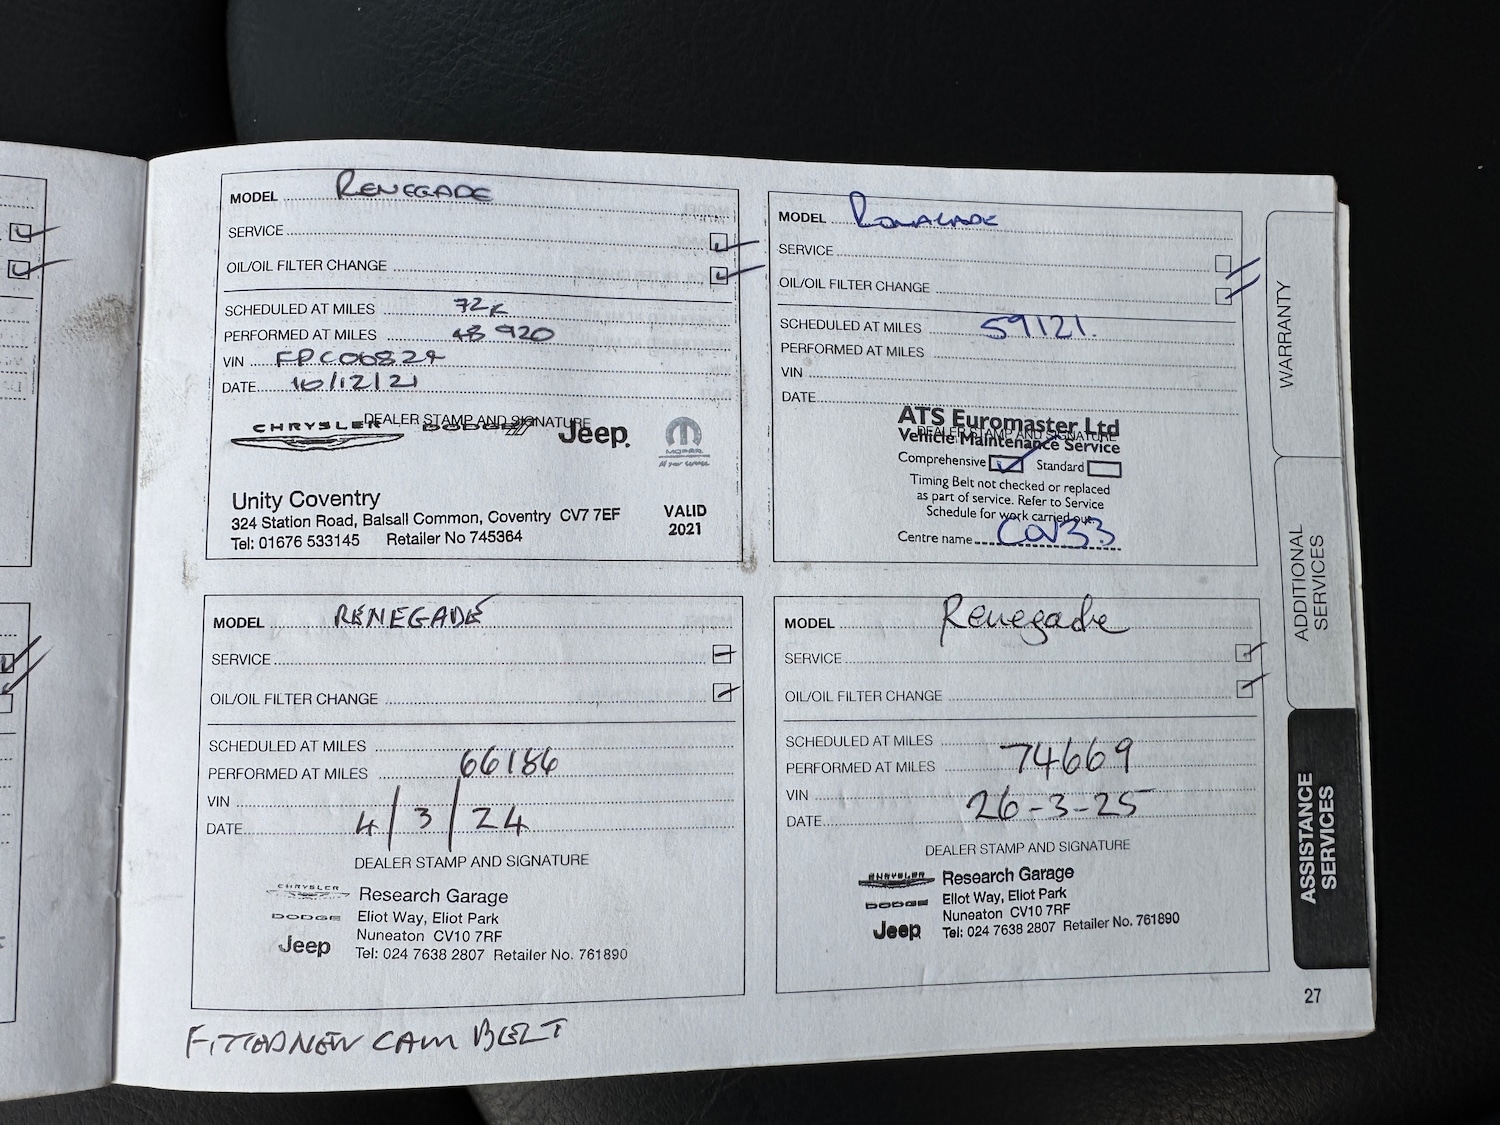 MODEL RENEGADE
SERVICE
OIL/OIL FILTER CHANGE
SCHEDULED AT MILES 72K
PERFORMED AT MILES 48 920
VIN FPC00829
DATE 10/12/21
DEALER STAMP AND SIGNATURE
CHRYSLER DODGE Jeep MOPAR
Unity Coventry
324 Station Road, Balsall Common, Coventry CV7 7EF
Tel: 01676 533145 Retailer No 745364
VALID
2021
MODEL
SERVICE
OIL/OIL FILTER CHANGE
SCHEDULED AT MILES 59121.
PERFORMED AT MILES
VIN
DATE
DEALER STAMP AND SIGNATURE
ATS Euromaster Ltd
Vehicle Maintenance Service
Comprehensive Standard
Timing Belt not checked or replaced
as part of service. Refer to Service
Schedule for work carried out.
Centre name COV33
MODEL RENEGADE
SERVICE
OIL/OIL FILTER CHANGE
SCHEDULED AT MILES
PERFORMED AT MILES 66186
VIN
DATE 4/3/24
DEALER STAMP AND SIGNATURE
CHRYSLER
DODGE
Jeep
Research Garage
Eliot Way, Eliot Park
Nuneaton CV10 7RF
Tel: 024 7638 2807 Retailer No. 761890
FITTED NEW CAM BELT
MODEL Renegade
SERVICE
OIL/OIL FILTER CHANGE
SCHEDULED AT MILES
PERFORMED AT MILES 74669
VIN
DATE 26-3-25
DEALER STAMP AND SIGNATURE
CHRYSLER
DODGE
Jeep
Research Garage
Eliot Way, Eliot Park
Nuneaton CV10 7RF
Tel: 024 7638 2807 Retailer No. 761890
WARRANTY
ADDITIONAL
SERVICES
ASSISTANCE
SERVICES
27